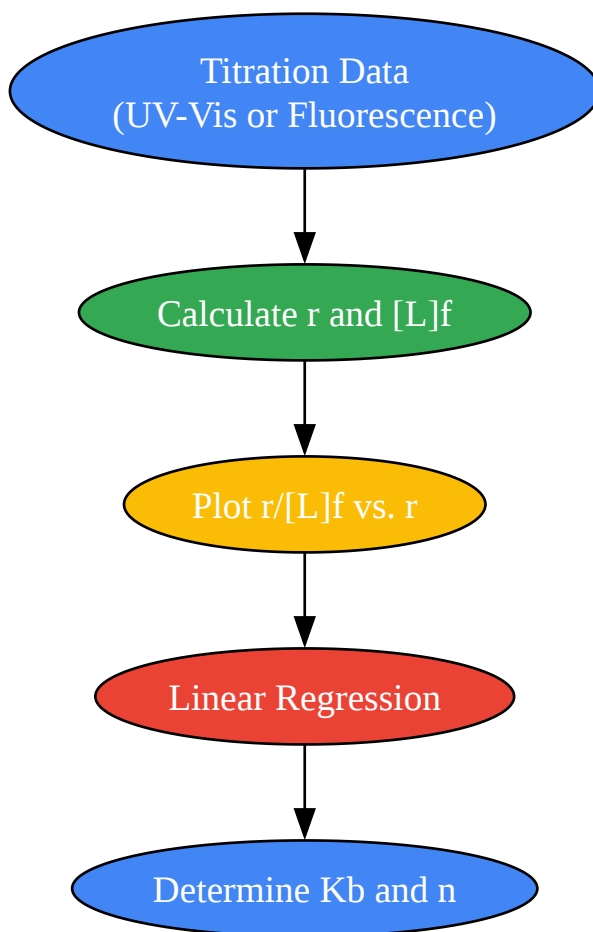 Titration Data
(UV-Vis or Fluorescence)
Calculate r and [L]f
Plot r/[L]f vs. r
Linear Regression
Determine Kb and n